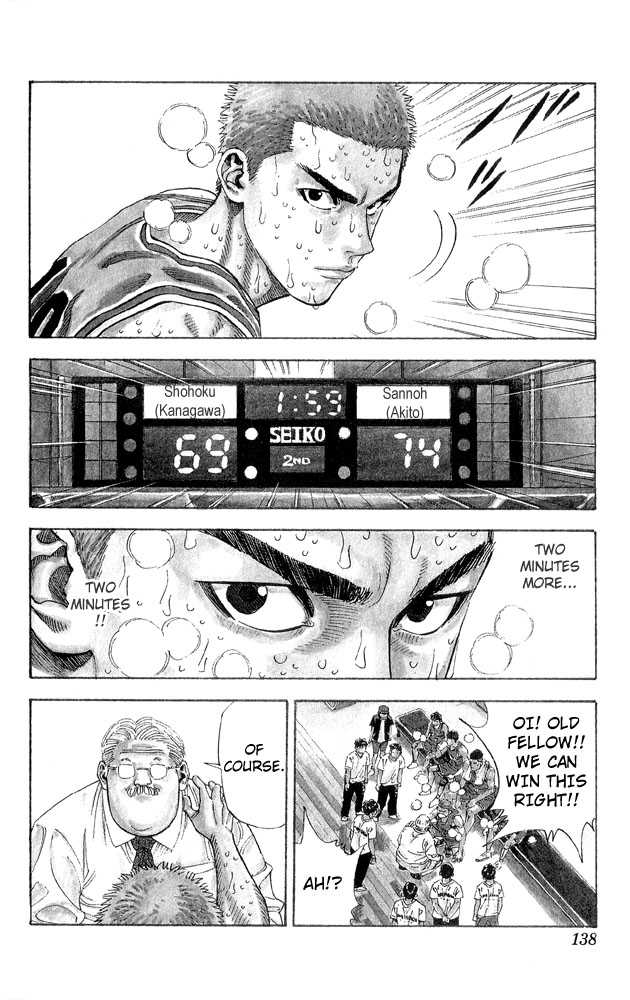 Shohoku
(Kanagawa)
1:59
Sannoh
(Akito)
69
SEIKO
2ND
74
TWO
MINUTES
MORE...
TWO
MINUTES
!!
OI! OLD
FELLOW!!
WE CAN
WIN THIS
RIGHT!!
OF
COURSE.
AH!?
138